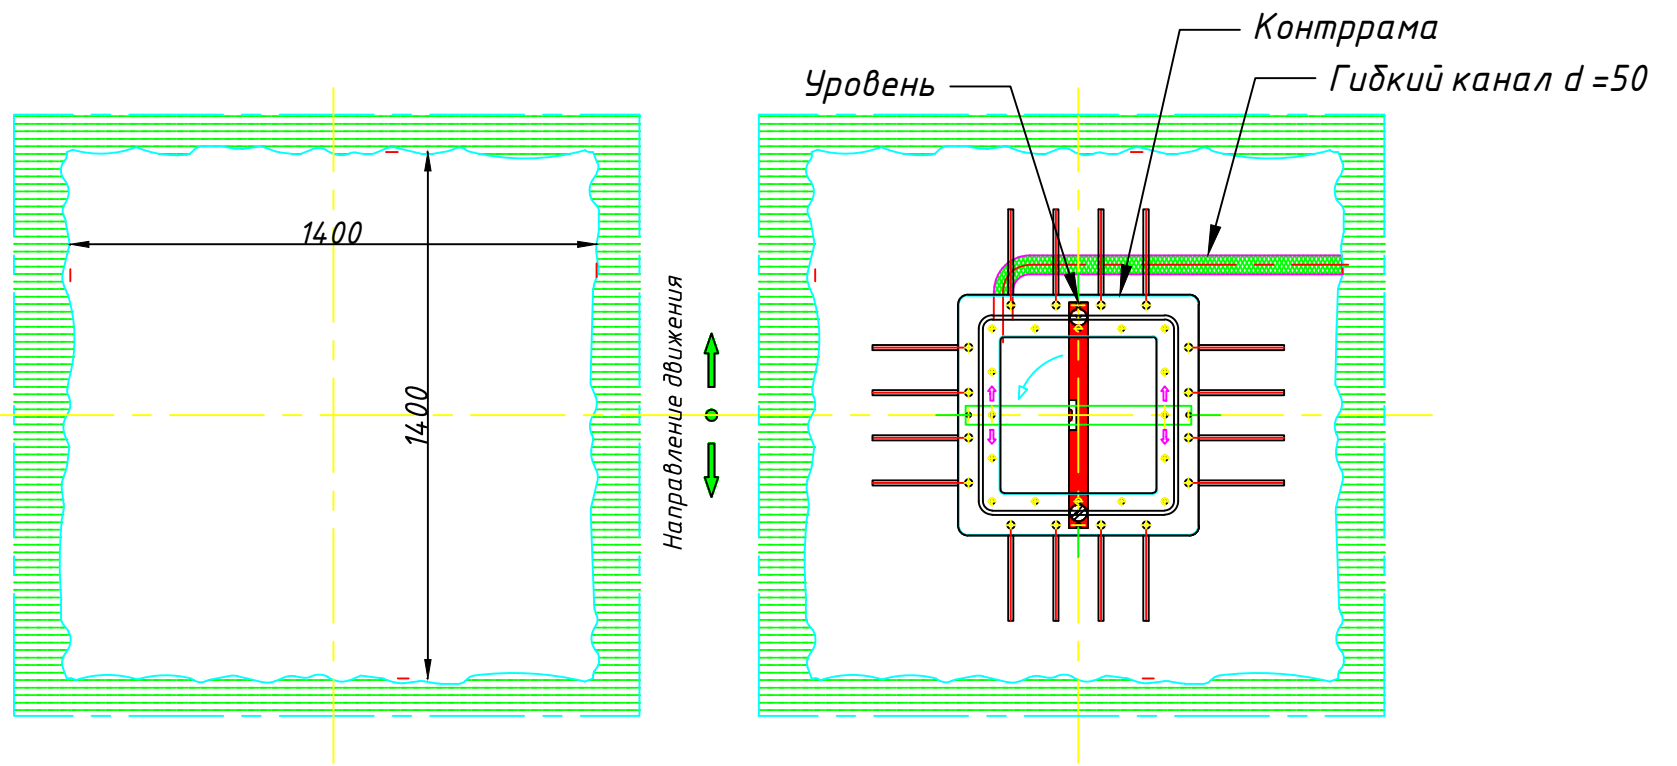 Контррама
Гибкий канал d =50
Уровень
1400
1400
Направление движения